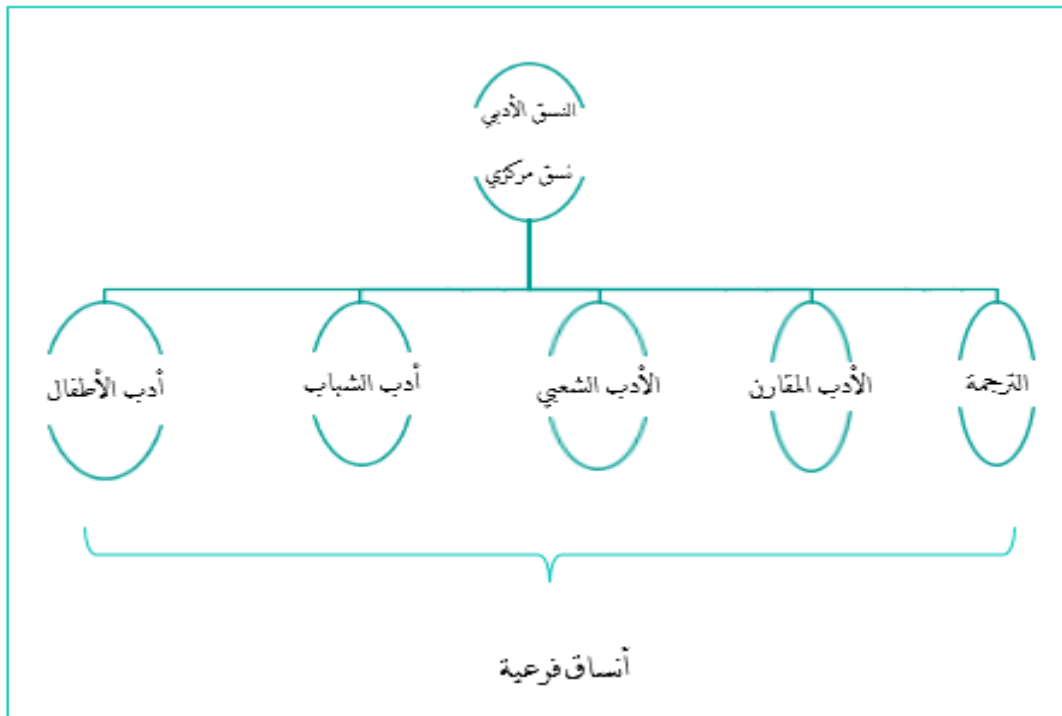 النسق الأدبي
نسق مركزي
الترجمة
الأدب المقارن
الأدب الشعبي
أدب الشباب
أدب الأطفال
أنساق فرعية